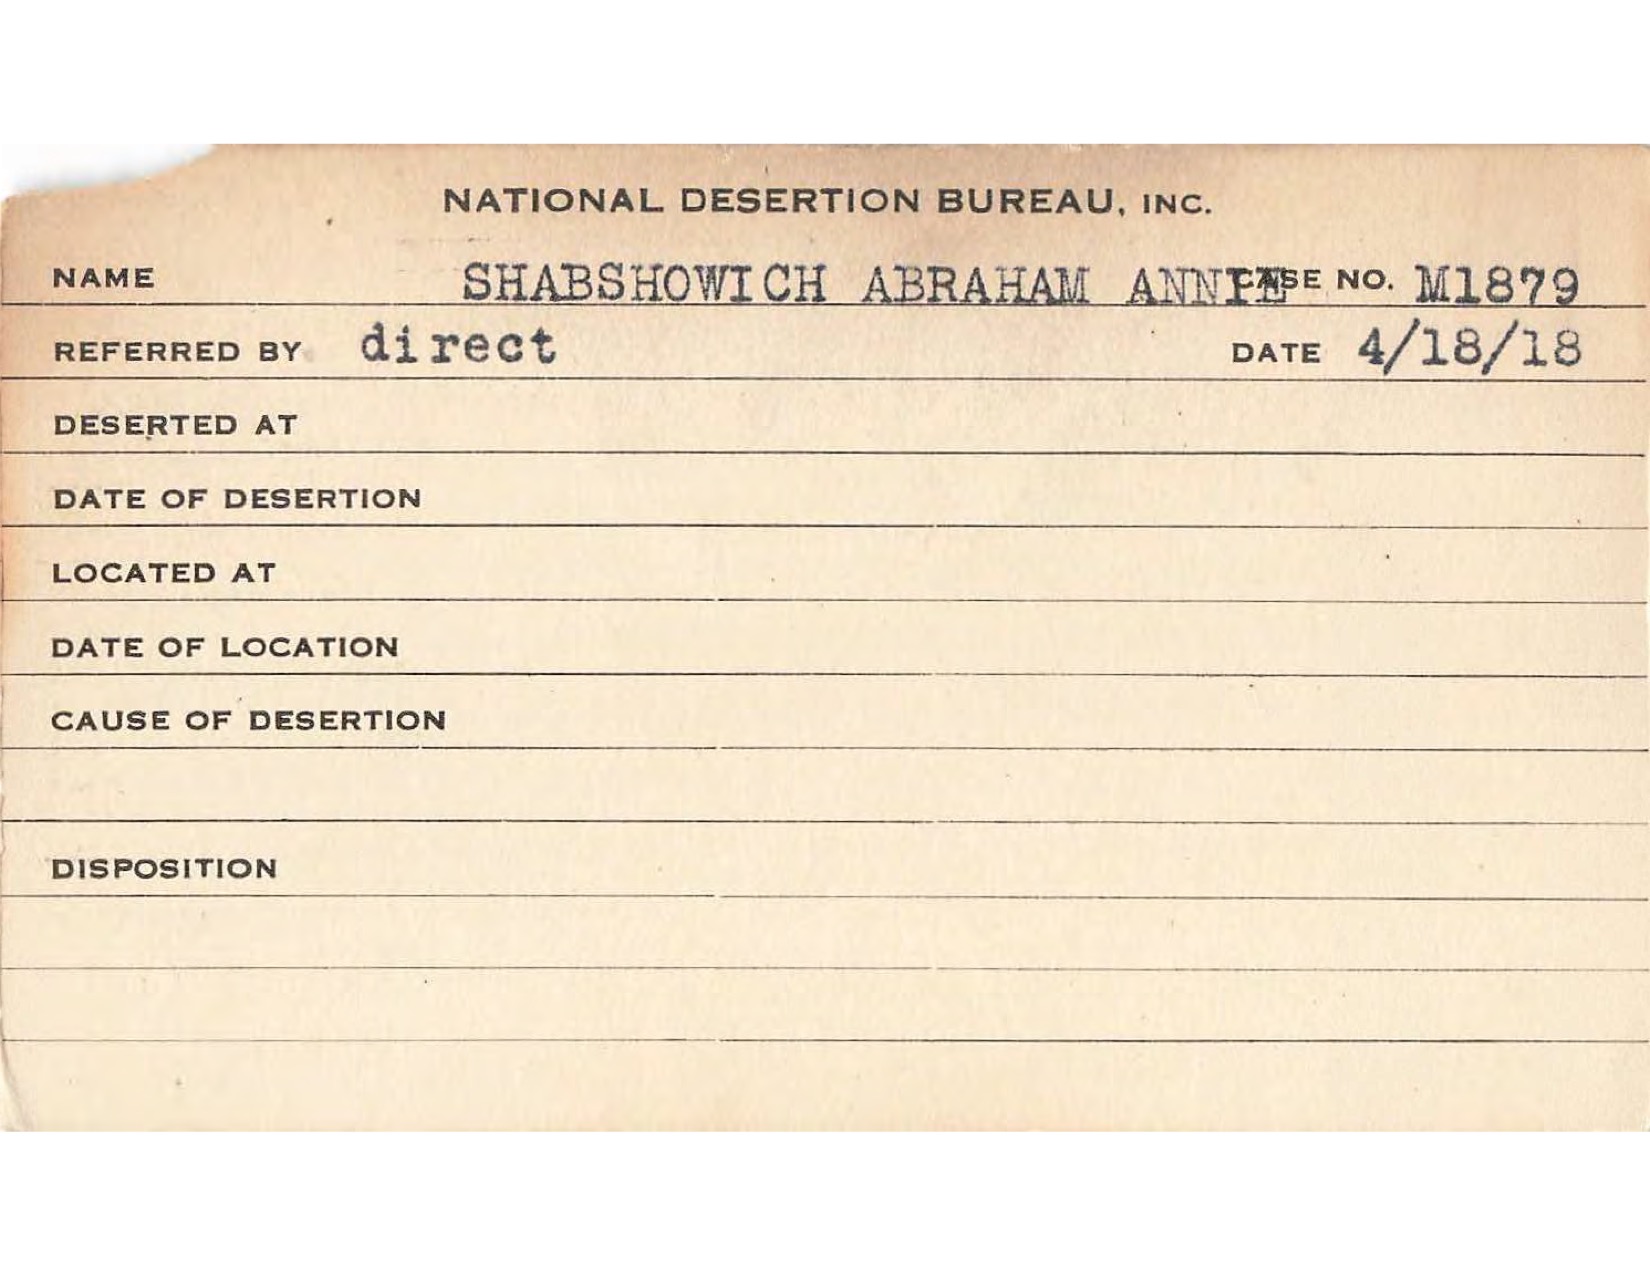 NATIONAL DESERTION BUREAU, INC.
NAME SHABSHOWICH ABRAHAM ANNIE CASE NO. M1879
REFERRED BY direct DATE 4/18/18
DESERTED AT
DATE OF DESERTION
LOCATED AT
DATE OF LOCATION
CAUSE OF DESERTION
DISPOSITION